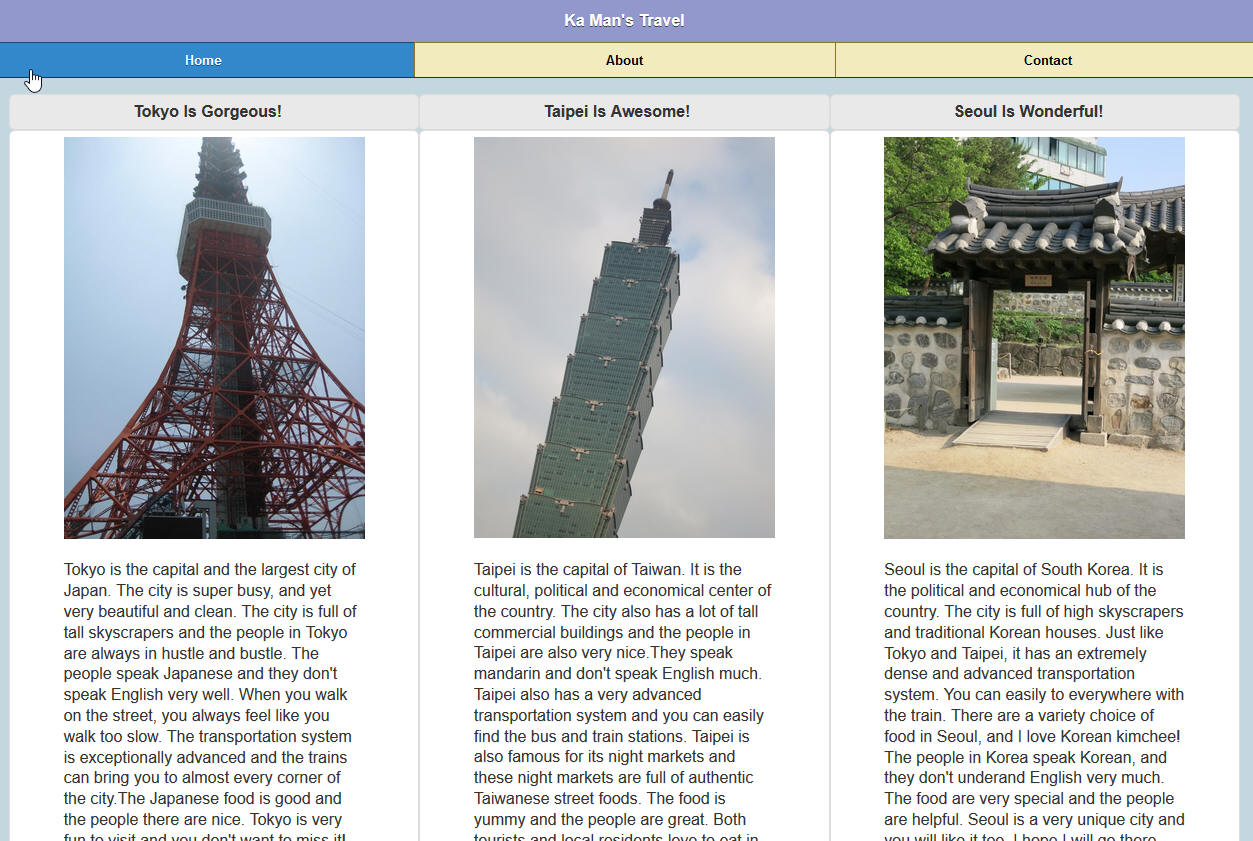 Ka Man's Travel
Home
About
Contact
Tokyo Is Gorgeous!
Tokyo is the capital and the largest city of
Japan. The city is super busy, and yet
very beautiful and clean. The city is full of
tall skyscrapers and the people in Tokyo
are always in hustle and bustle. The
people speak Japanese and they don't
speak English very well. When you walk
on the street, you always feel like you
walk too slow. The transportation system
is exceptionally advanced and the trains
can bring you to almost every corner of
the city.The Japanese food is good and
the people there are nice. Tokyo is very
fun to visit and you don't want to miss it!
Taipei Is Awesome!
Taipei is the capital of Taiwan. It is the
cultural, political and economical center of
the country. The city also has a lot of tall
commercial buildings and the people in
Taipei are also very nice.They speak
mandarin and don't speak English much.
Taipei also has a very advanced
transportation system and you can easily
find the bus and train stations. Taipei is
also famous for its night markets and
these night markets are full of authentic
Taiwanese street foods. The food is
yummy and the people are great. Both
tourists and local residents love to eat in
Seoul Is Wonderful!
Seoul is the capital of South Korea. It is
the political and economical hub of the
country. The city is full of high skyscrapers
and traditional Korean houses. Just like
Tokyo and Taipei, it has an extremely
dense and advanced transportation
system. You can easily to everywhere with
the train. There are a variety choice of
food in Seoul, and I love Korean kimchee!
The people in Korea speak Korean, and
they don't underand English very much.
The food are very special and the people
are helpful. Seoul is a very unique city and
you will like it too. I hope I will go there